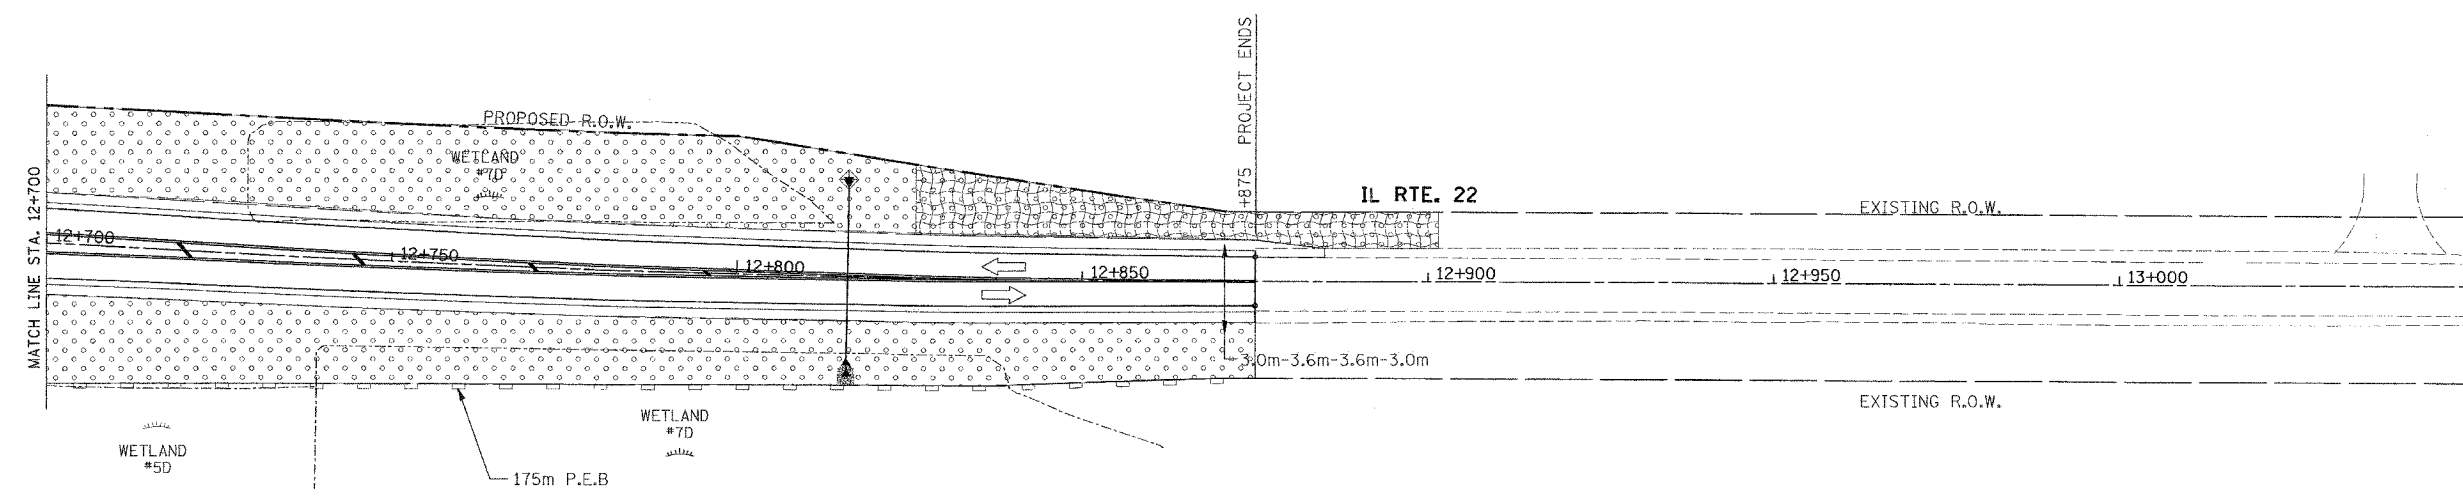 MATCH LINE STA. 12+700
PROPOSED R.O.W.
WETLAND
#7D
12+700
12+750
12+800
12+850
+875 PROJECT ENDS
IL RTE. 22
EXISTING R.O.W.
12+900
12+950
13+000
3.0m-3.6m-3.6m-3.0m
EXISTING R.O.W.
WETLAND
#5D
WETLAND
#7D
175m P.E.B